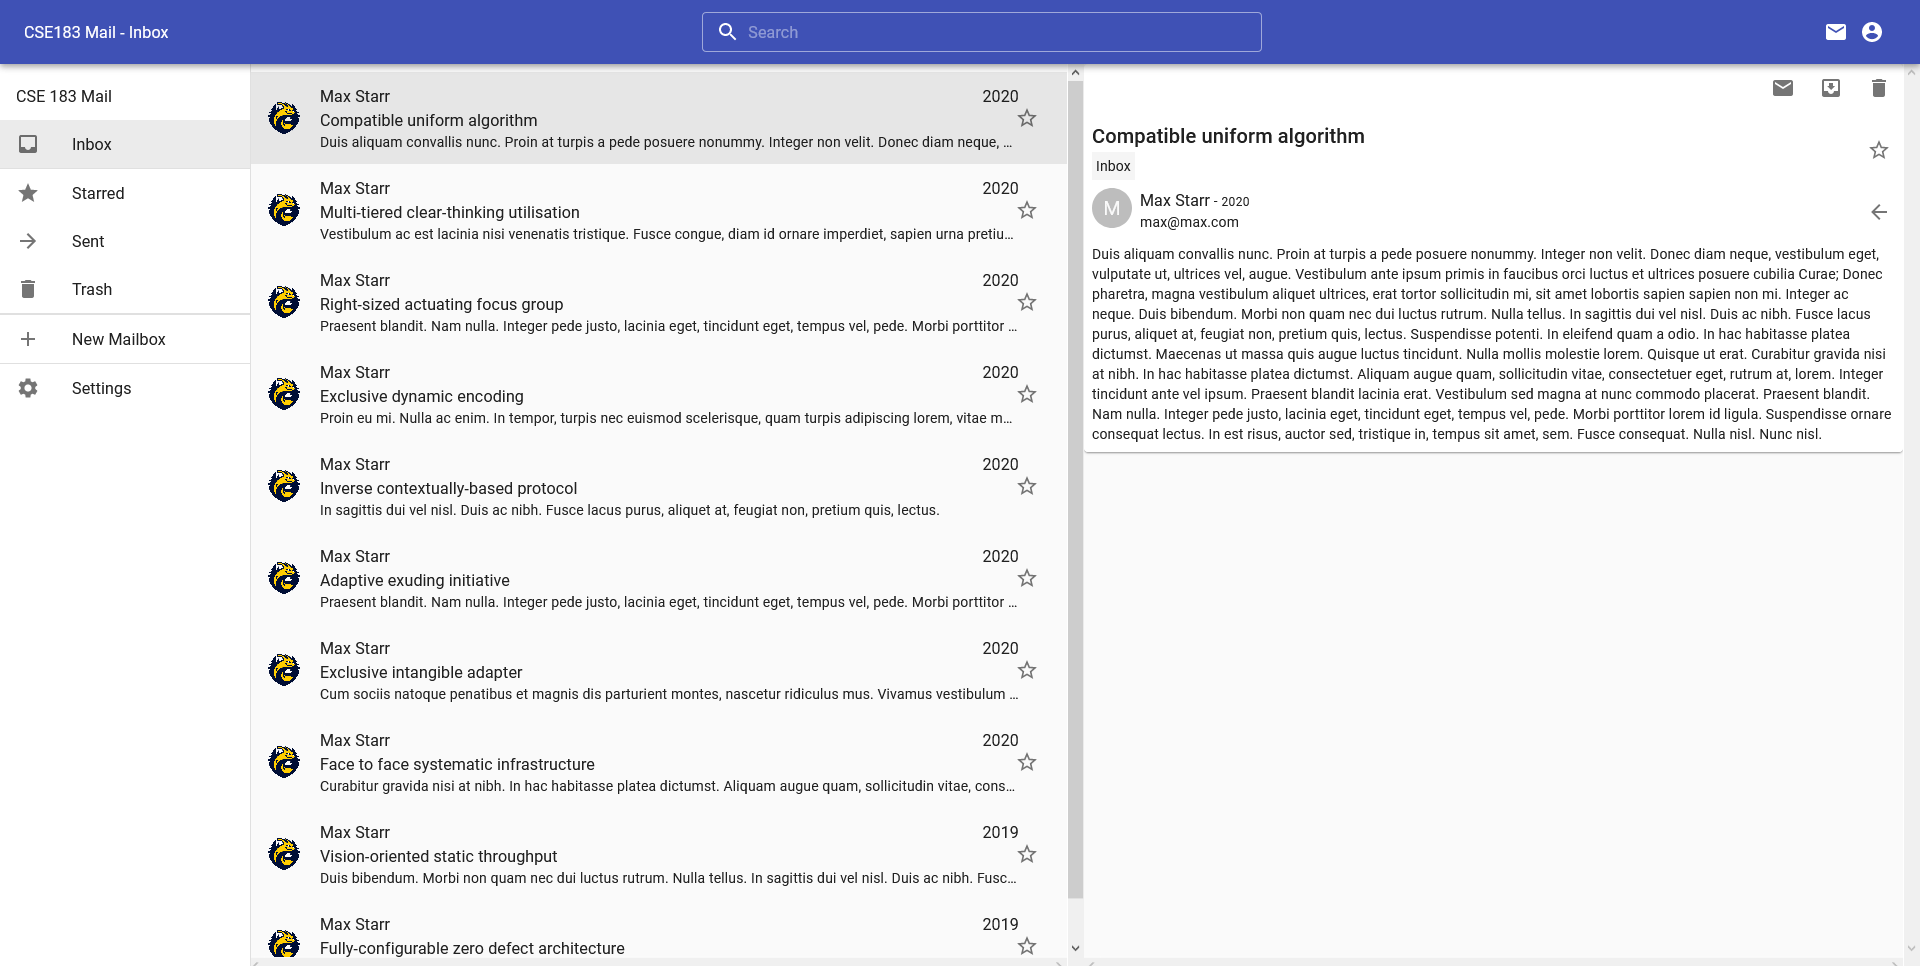 CSE183 Mail - Inbox
Search
CSE 183 Mail
Inbox
Starred
Sent
Trash
New Mailbox
Settings
Max Starr 2020
Compatible uniform algorithm
Duis aliquam convallis nunc. Proin at turpis a pede posuere nonummy. Integer non velit. Donec diam neque, ...
Max Starr 2020
Multi-tiered clear-thinking utilisation
Vestibulum ac est lacinia nisi venenatis tristique. Fusce congue, diam id ornare imperdiet, sapien urna pretiu...
Max Starr 2020
Right-sized actuating focus group
Praesent blandit. Nam nulla. Integer pede justo, lacinia eget, tincidunt eget, tempus vel, pede. Morbi porttitor ...
Max Starr 2020
Exclusive dynamic encoding
Proin eu mi. Nulla ac enim. In tempor, turpis nec euismod scelerisque, quam turpis adipiscing lorem, vitae m...
Max Starr 2020
Inverse contextually-based protocol
In sagittis dui vel nisl. Duis ac nibh. Fusce lacus purus, aliquet at, feugiat non, pretium quis, lectus.
Max Starr 2020
Adaptive exuding initiative
Praesent blandit. Nam nulla. Integer pede justo, lacinia eget, tincidunt eget, tempus vel, pede. Morbi porttitor ...
Max Starr 2020
Exclusive intangible adapter
Cum sociis natoque penatibus et magnis dis parturient montes, nascetur ridiculus mus. Vivamus vestibulum ...
Max Starr 2020
Face to face systematic infrastructure
Curabitur gravida nisi at nibh. In hac habitasse platea dictumst. Aliquam augue quam, sollicitudin vitae, cons...
Max Starr 2019
Vision-oriented static throughput
Duis bibendum. Morbi non quam nec dui luctus rutrum. Nulla tellus. In sagittis dui vel nisl. Duis ac nibh. Fusc...
Max Starr 2019
Fully-configurable zero defect architecture
Compatible uniform algorithm
Inbox
M
Max Starr - 2020
max@max.com
Duis aliquam convallis nunc. Proin at turpis a pede posuere nonummy. Integer non velit. Donec diam neque, vestibulum eget,
vulputate ut, ultrices vel, augue. Vestibulum ante ipsum primis in faucibus orci luctus et ultrices posuere cubilia Curae; Donec
pharetra, magna vestibulum aliquet ultrices, erat tortor sollicitudin mi, sit amet lobortis sapien sapien non mi. Integer ac
neque. Duis bibendum. Morbi non quam nec dui luctus rutrum. Nulla tellus. In sagittis dui vel nisl. Duis ac nibh. Fusce lacus
purus, aliquet at, feugiat non, pretium quis, lectus. Suspendisse potenti. In eleifend quam a odio. In hac habitasse platea
dictumst. Maecenas ut massa quis augue luctus tincidunt. Nulla mollis molestie lorem. Quisque ut erat. Curabitur gravida nisi
at nibh. In hac habitasse platea dictumst. Aliquam augue quam, sollicitudin vitae, consectetuer eget, rutrum at, lorem. Integer
tincidunt ante vel ipsum. Praesent blandit lacinia erat. Vestibulum sed magna at nunc commodo placerat. Praesent blandit.
Nam nulla. Integer pede justo, lacinia eget, tincidunt eget, tempus vel, pede. Morbi porttitor lorem id ligula. Suspendisse ornare
consequat lectus. In est risus, auctor sed, tristique in, tempus sit amet, sem. Fusce consequat. Nulla nisl. Nunc nisl.